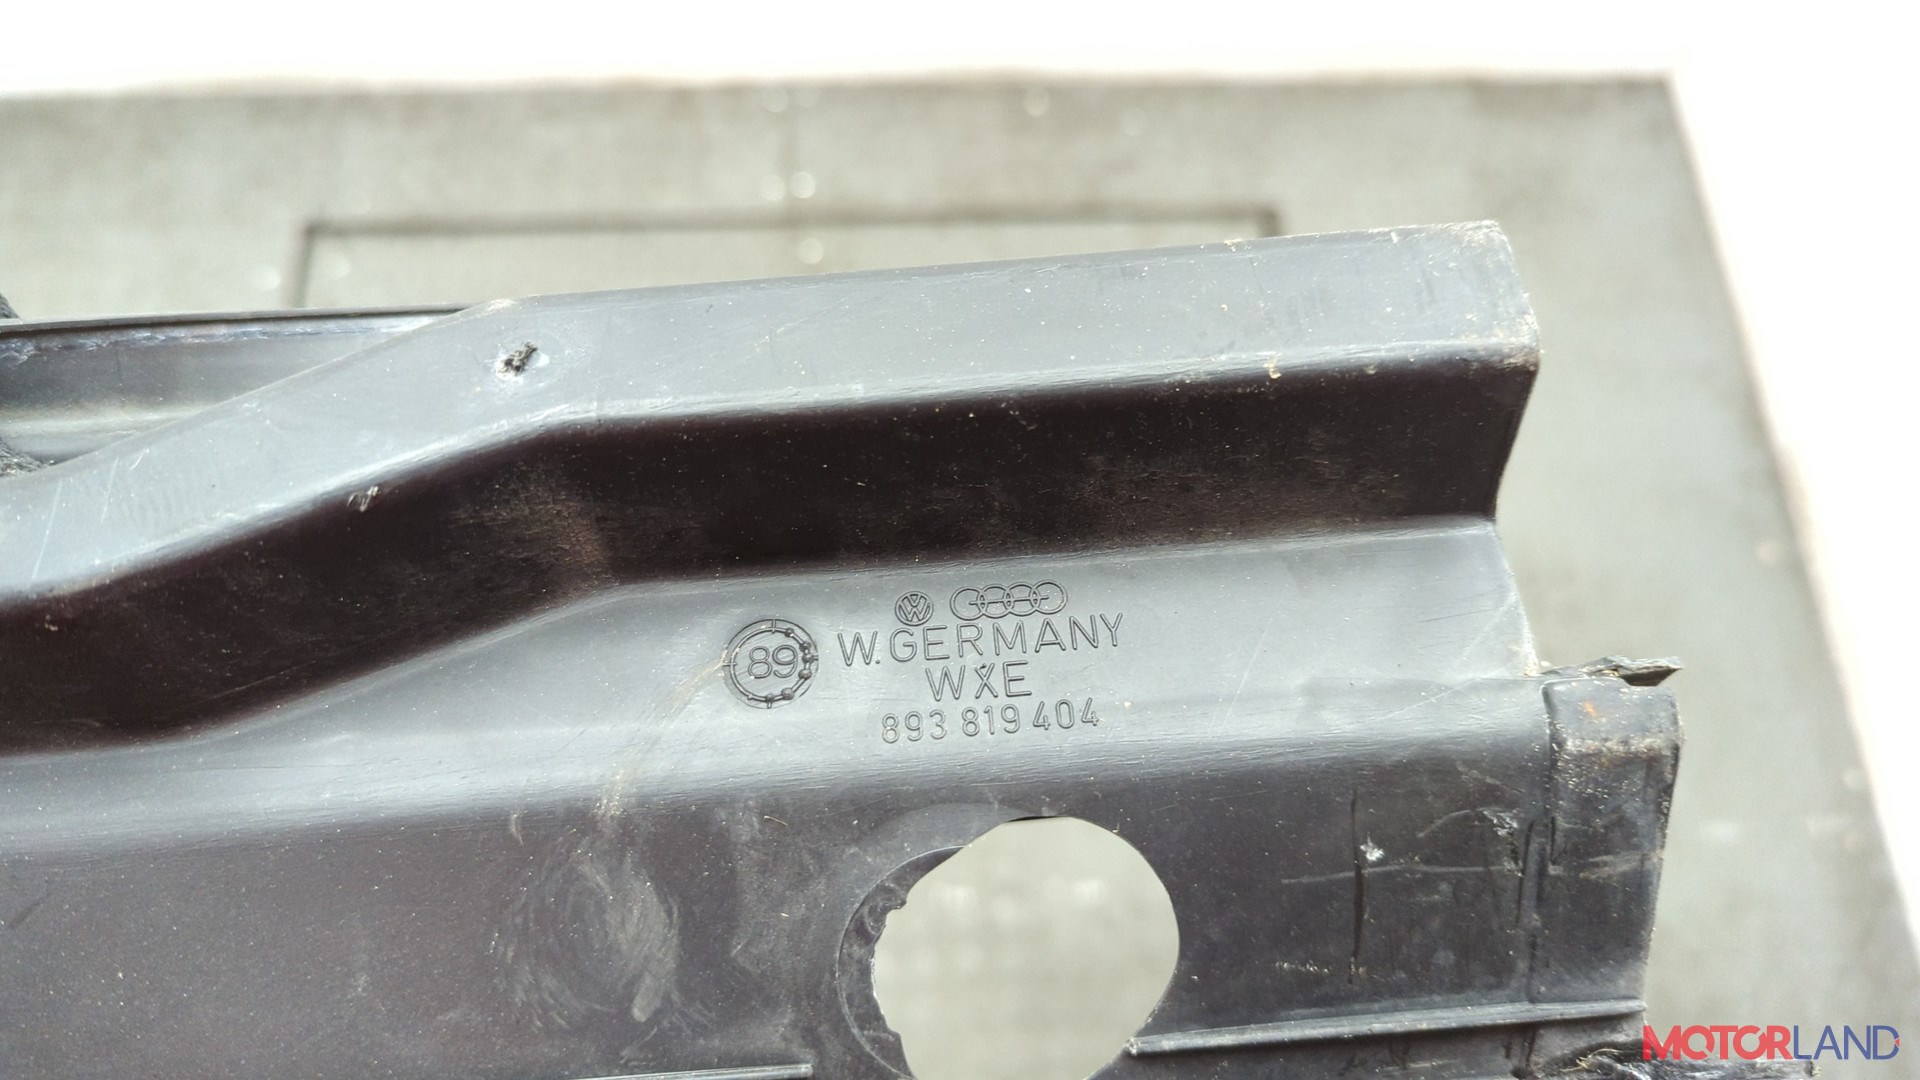 89
W. GERMANY
WXE
893 819 404
MOTORLAND